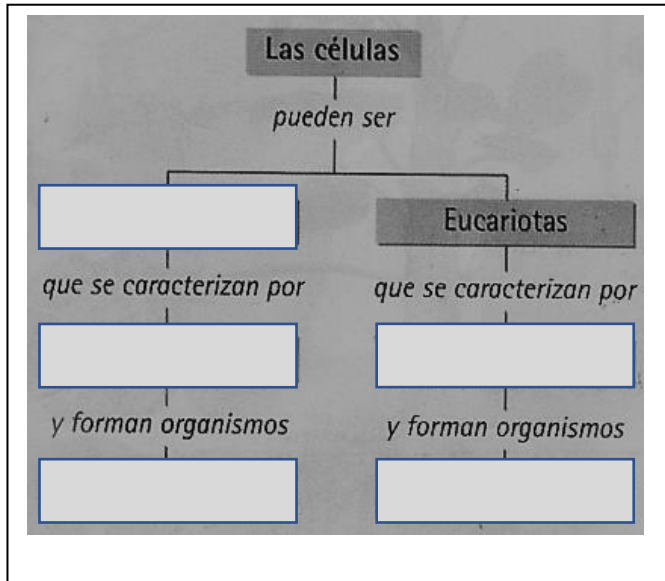 Las células
pueden ser
Eucariotas
que se caracterizan por
que se caracterizan por
y forman organismos
y forman organismos